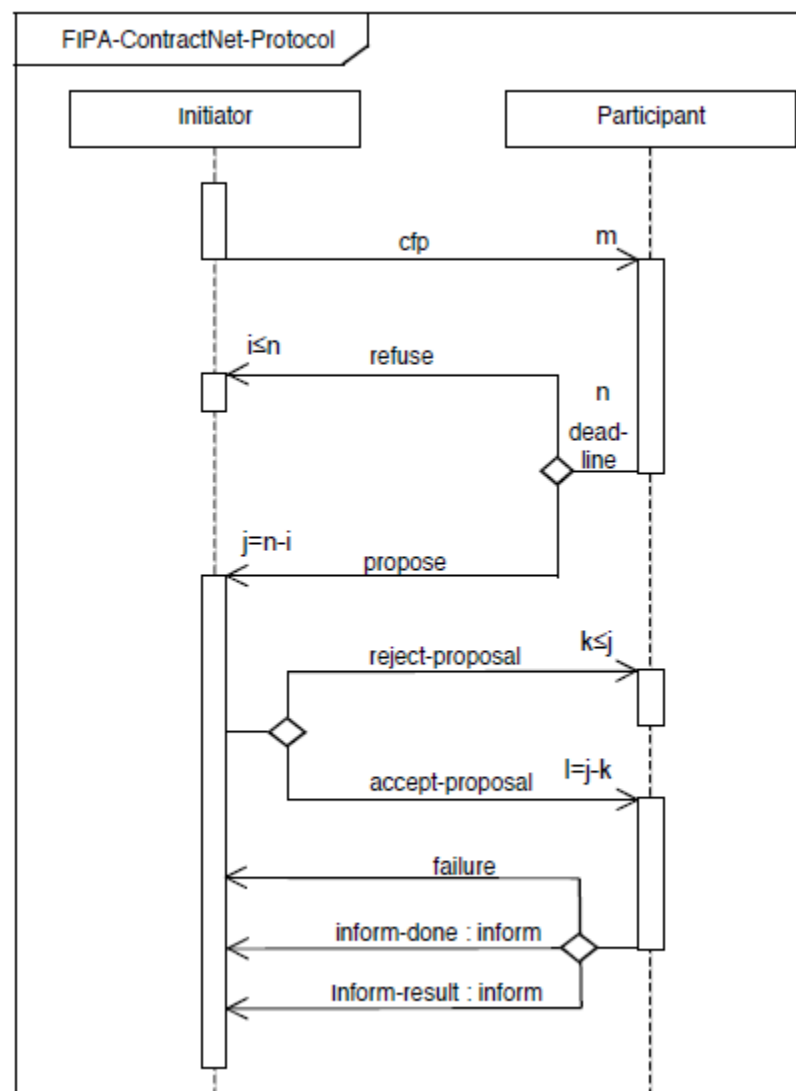 FIPA-ContractNet-Protocol
Initiator
Participant
cfp
m
i≤n
refuse
n
dead-
line
j=n-i
propose
reject-proposal
k≤j
accept-proposal
l=j-k
failure
inform-done : inform
Inform-result : inform